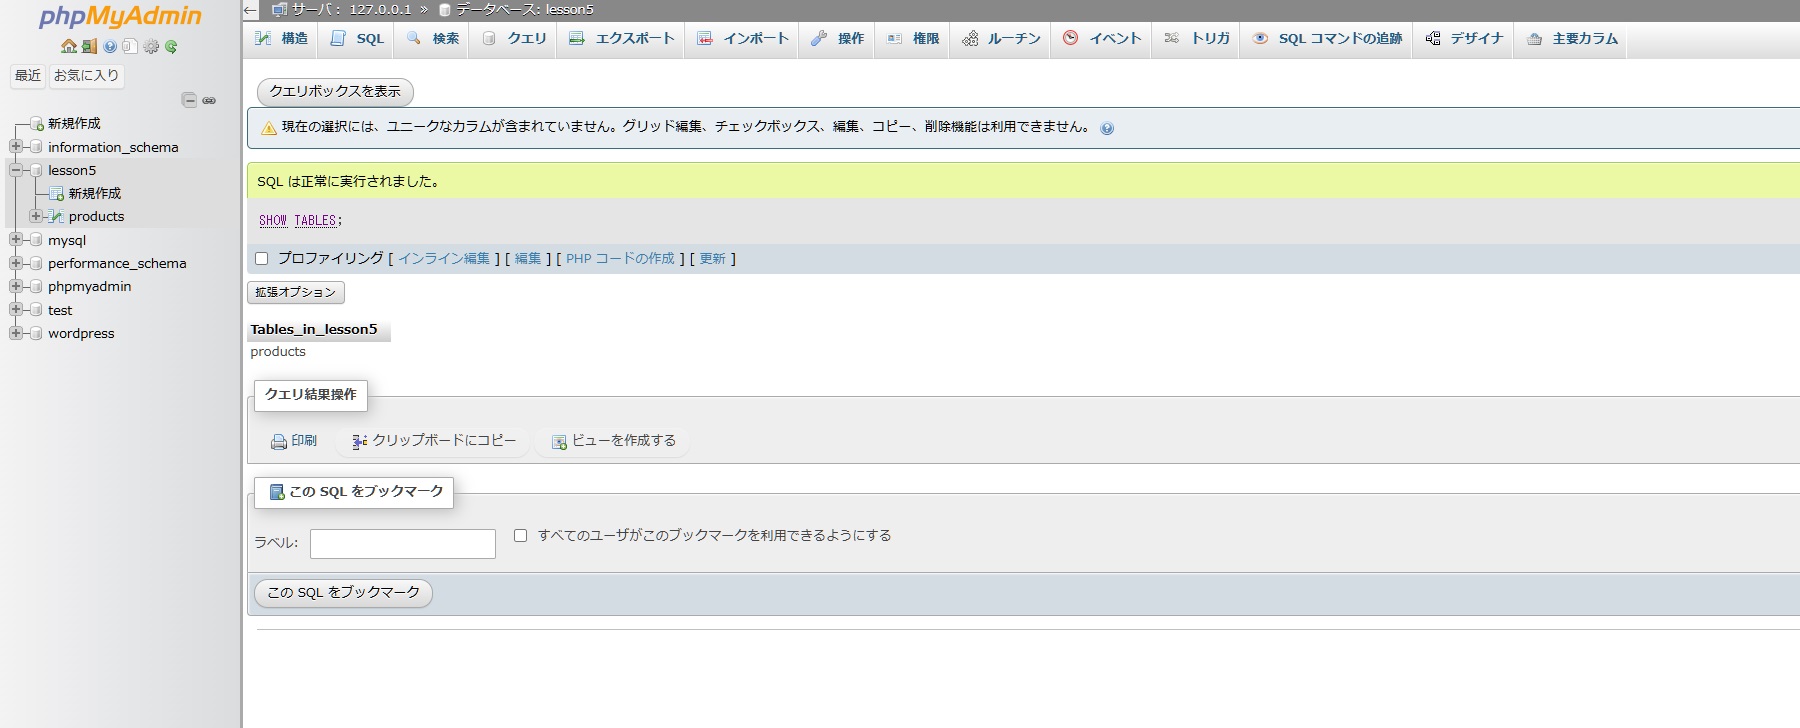 phpMyAdmin
最近 お気に入り
新規作成
information_schema
lesson5
新規作成
products
mysql
performance_schema
phpmyadmin
test
wordpress
サーバ： 127.0.0.1 » データベース: lesson5
構造 SQL 検索 クエリ エクスポート インポート 操作 権限 ルーチン イベント トリガ SQL コマンドの追跡 デザイナ 主要カラム
クエリボックスを表示
現在の選択には、ユニークなカラムが含まれていません。グリッド編集、チェックボックス、編集、コピー、削除機能は利用できません。
SQL は正常に実行されました。
SHOW TABLES;
プロファイリング [ インライン編集 ] [ 編集 ] [ PHP コードの作成 ] [ 更新 ]
拡張オプション
Tables_in_lesson5
products
クエリ結果操作
印刷 クリップボードにコピー ビューを作成する
この SQL をブックマーク
ラベル: すべてのユーザがこのブックマークを利用できるようにする
この SQL をブックマーク